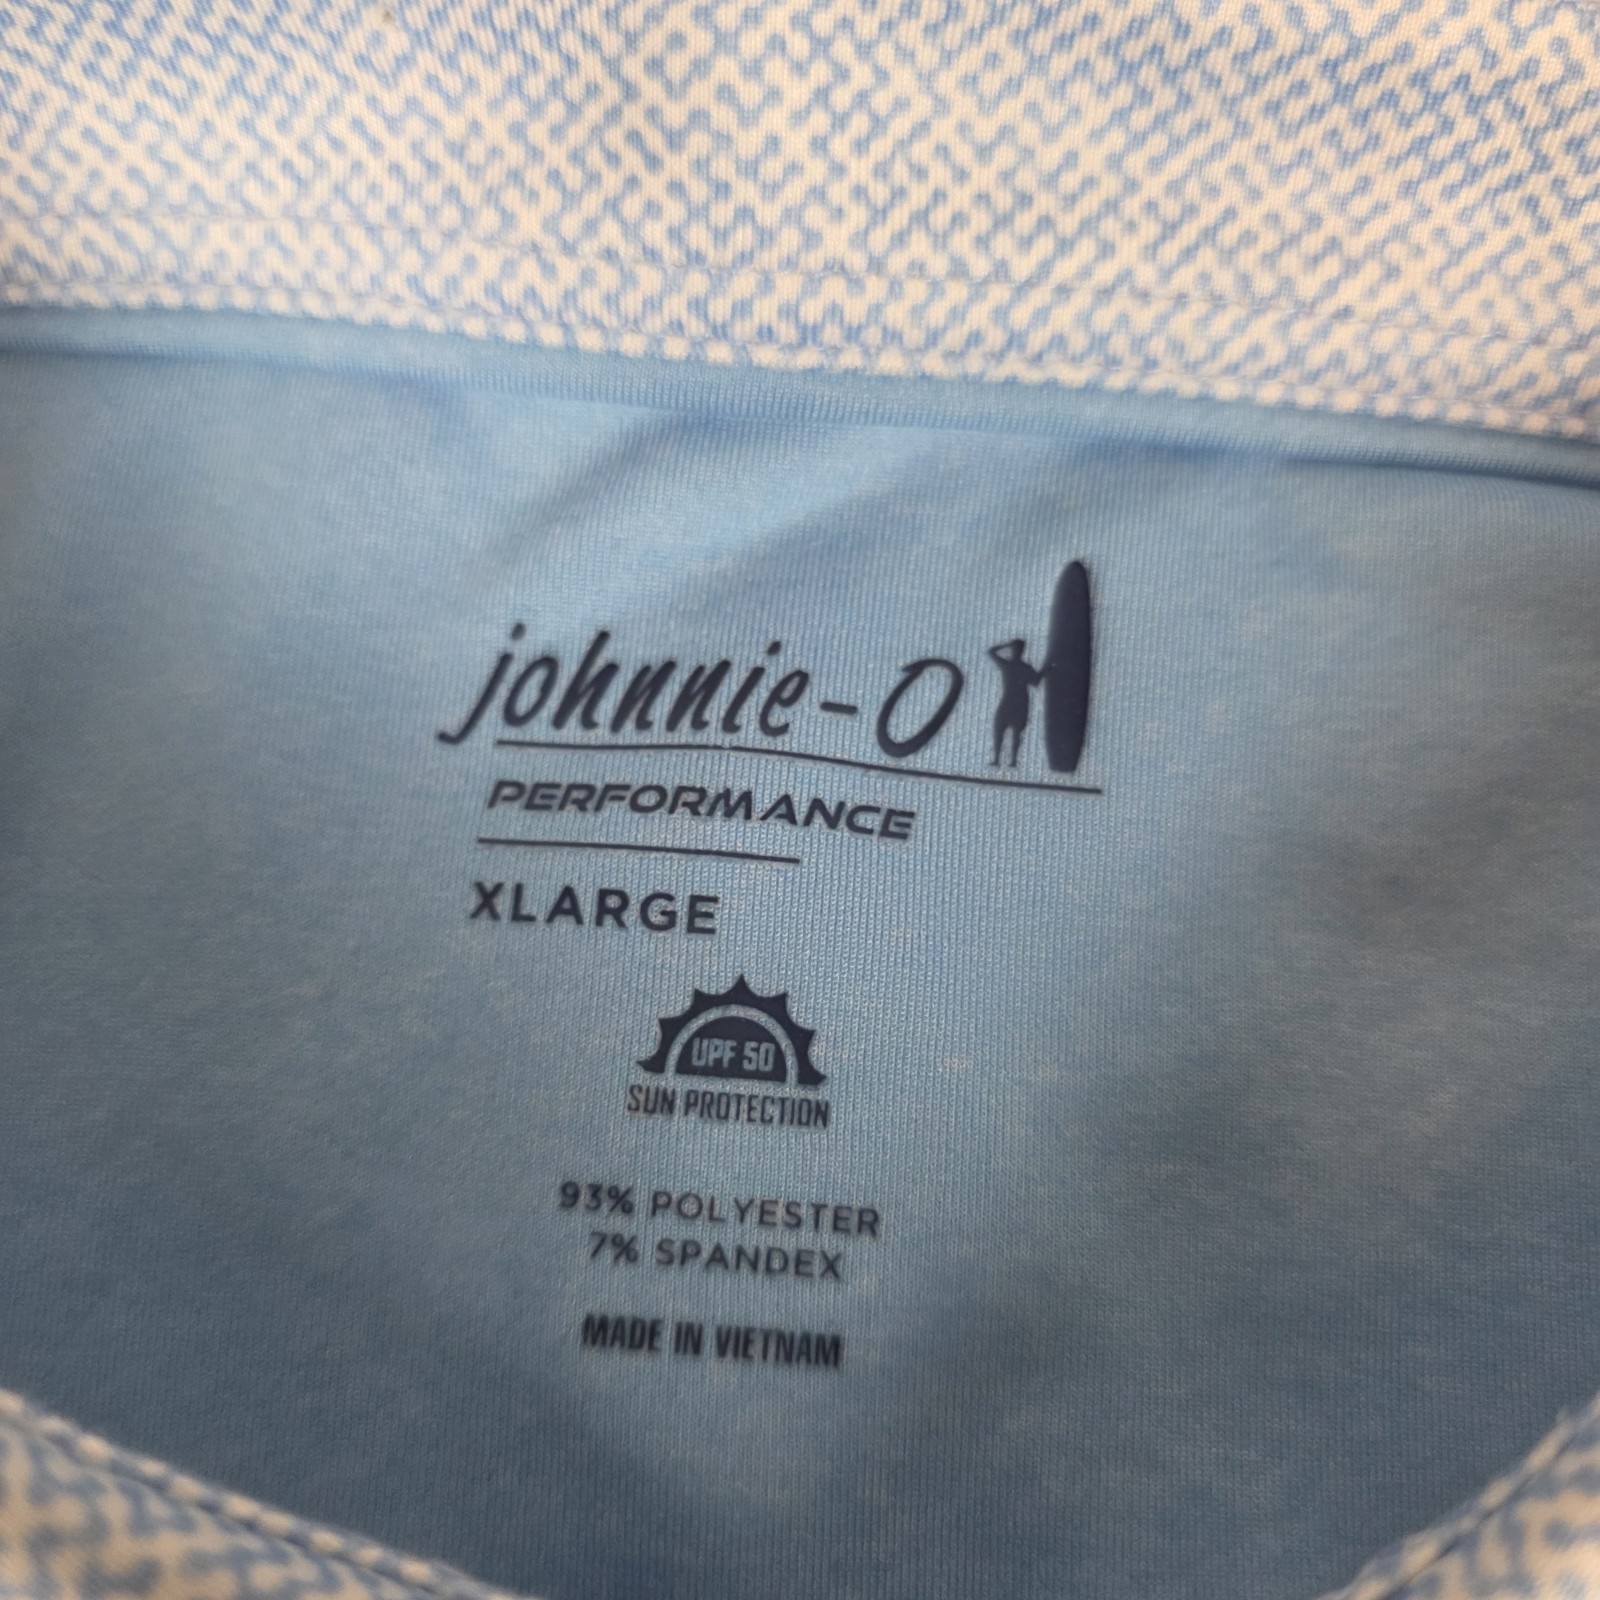 johnnie-O
PERFORMANCE
XLARGE
UPF 50
SUN PROTECTION
93% POLYESTER
7% SPANDEX
MADE IN VIETNAM